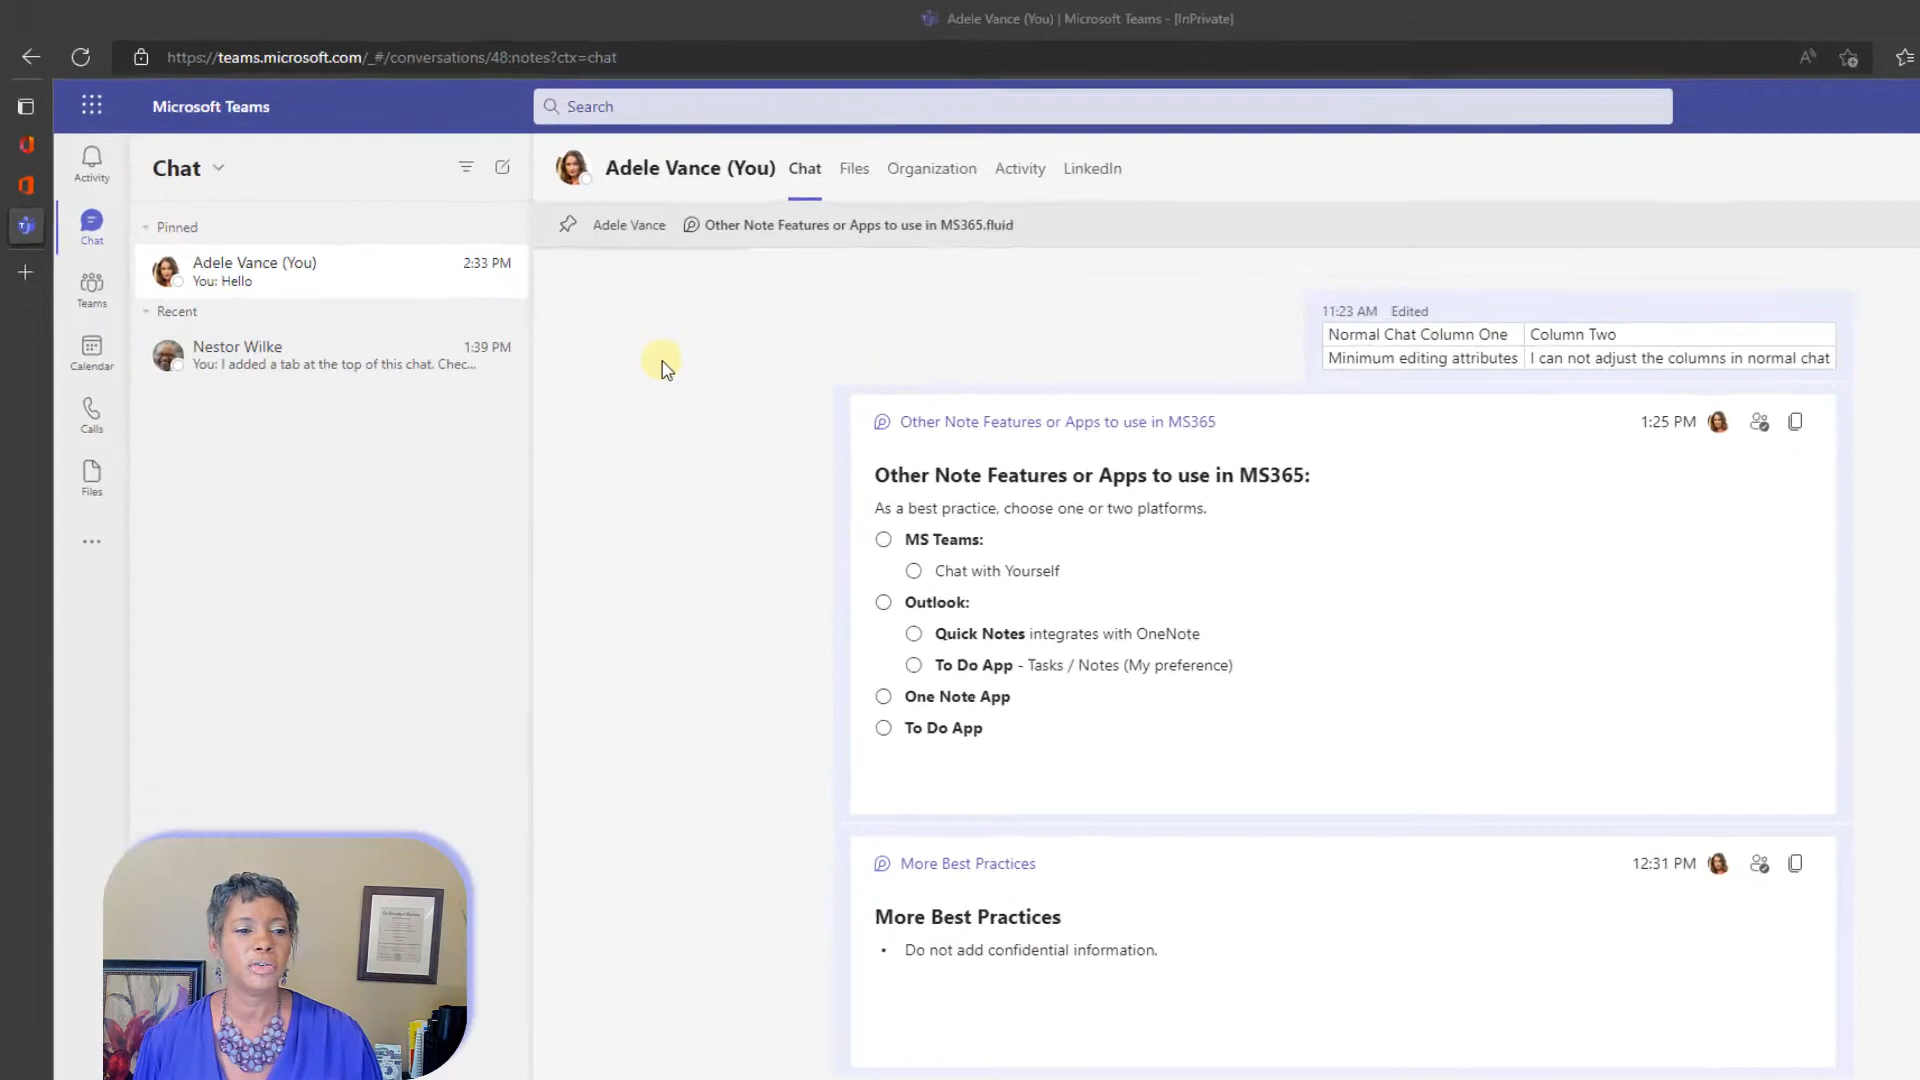 Adele Vance (You) | Microsoft Teams - [InPrivate]
https://teams.microsoft.com/_#/conversations/48:notes?ctx=chat
Microsoft Teams
Search
Activity
Chat
Teams
Calendar
Calls
Files
Chat
Pinned
Adele Vance (You) 2:33 PM
You: Hello
Recent
Nestor Wilke 1:39 PM
You: I added a tab at the top of this chat. Chec...
Adele Vance (You) Chat Files Organization Activity LinkedIn
Adele Vance Other Note Features or Apps to use in MS365.fluid
11:23 AM Edited
Normal Chat Column One Column Two
Minimum editing attributes I can not adjust the columns in normal chat
Other Note Features or Apps to use in MS365 1:25 PM
Other Note Features or Apps to use in MS365:
As a best practice, choose one or two platforms.
MS Teams:
Chat with Yourself
Outlook:
Quick Notes integrates with OneNote
To Do App - Tasks / Notes (My preference)
One Note App
To Do App
More Best Practices 12:31 PM
More Best Practices
• Do not add confidential information.